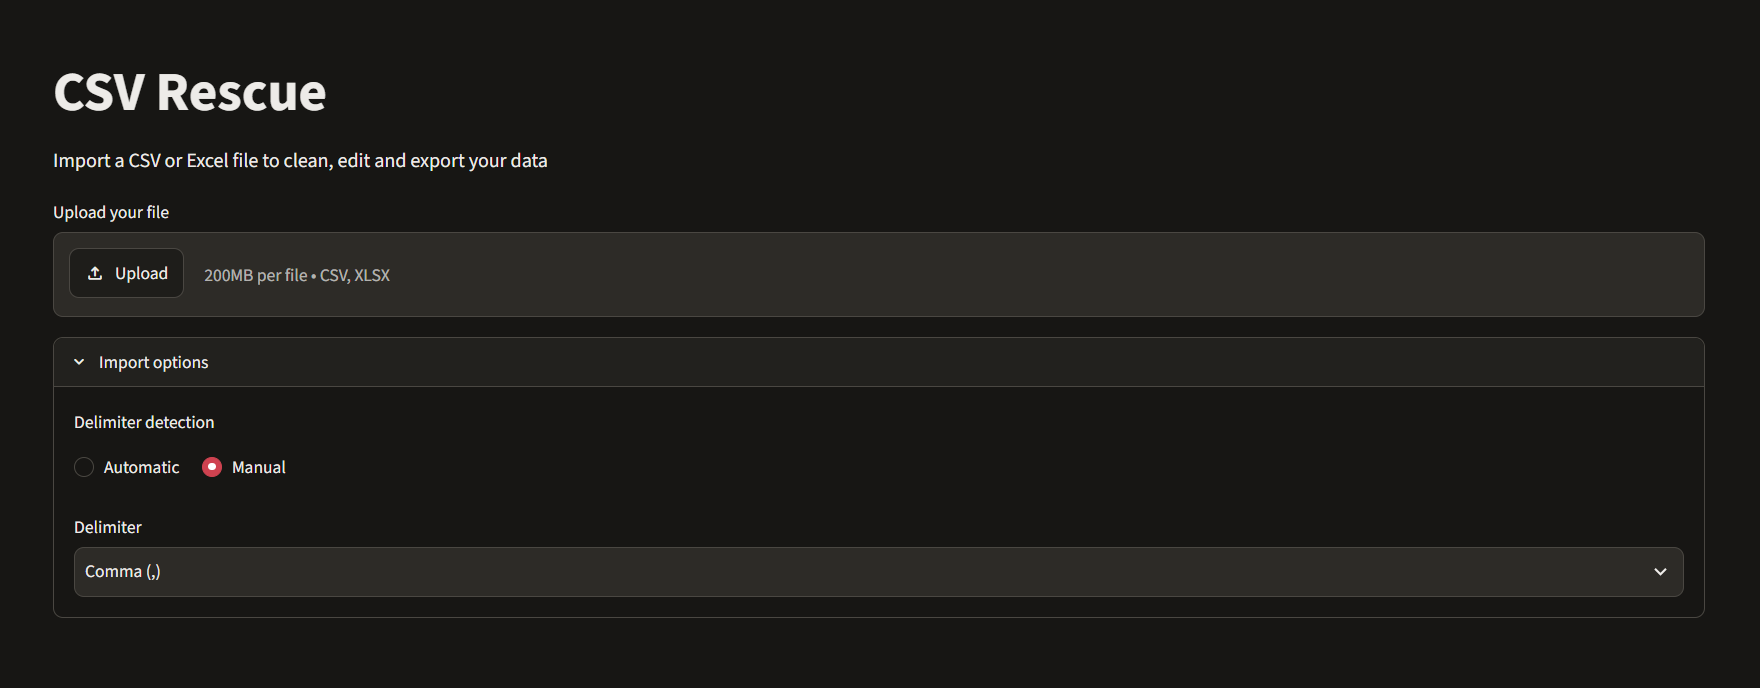 CSV Rescue
Import a CSV or Excel file to clean, edit and export your data
Upload your file
Upload
200MB per file • CSV, XLSX
Import options
Delimiter detection
Automatic
Manual
Delimiter
Comma (,)